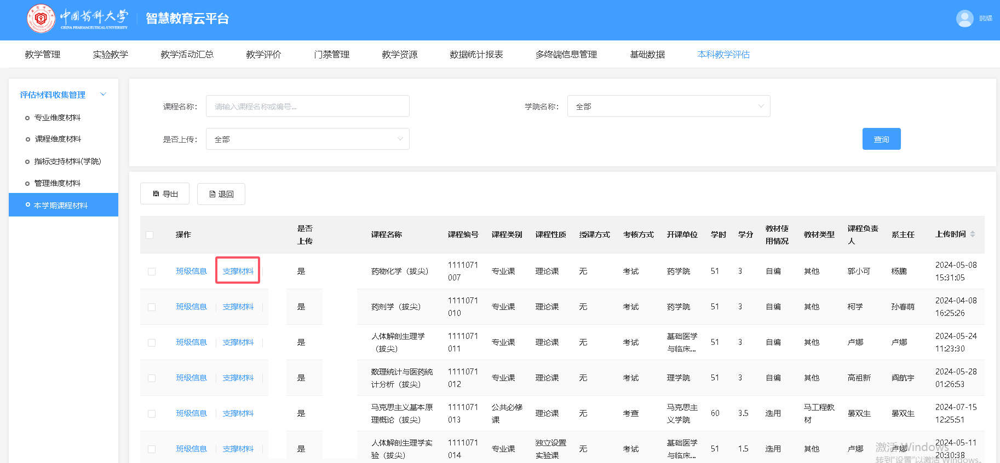 中国药科大学
CHINA PHARMACEUTICAL UNIVERSITY
智慧教育云平台
韩耀
教学管理 实验教学 教学活动汇总 教学评价 门禁管理 教学资源 数据统计报表 多终端信息管理 基础数据 本科教学评估
评估材料收集管理
专业维度材料
课程维度材料
指标支持材料(学院)
管理维度材料
本学期课程材料
课程名称： 请输入课程名称或编号... 学院名称： 全部
是否上传： 全部 查询
导出 退回
操作 是否上传 课程名称 课程编号 课程类别 课程性质 授课方式 考核方式 开课单位 学时 学分 教材使用情况 教材类型 课程负责人 系主任 上传时间
班级信息 支撑材料 是 药物化学（拔尖） 1111071007 专业课 理论课 无 考试 药学院 51 3 自编 其他 郭小可 杨鹏 2024-05-08 15:31:05
班级信息 支撑材料 是 药剂学（拔尖） 1111071010 专业课 理论课 无 考试 药学院 51 3 自编 其他 柯学 孙春萌 2024-04-08 16:25:26
班级信息 支撑材料 是 人体解剖生理学（拔尖） 1111071011 专业课 理论课 无 考试 基础医学与临床... 51 3 自编 其他 卢娜 卢娜 2024-05-24 11:23:30
班级信息 支撑材料 是 数理统计与医药统计分析（拔尖） 1111071012 专业课 理论课 无 考试 理学院 51 3 自编 其他 高祖新 阎航宇 2024-05-28 01:26:53
班级信息 支撑材料 是 马克思主义基本原理概论（拔尖） 1111071013 公共必修课 理论课 无 考查 马克思主义学院 60 3.5 选用 马工程教材 晏双生 晏双生 2024-07-15 12:25:51
班级信息 支撑材料 是 人体解剖生理学实验（拔尖） 1111071014 专业课 独立设置实验课 无 考试 基础医学与临床... 51 1.5 选用 其他 卢娜 卢娜 2024-05-11 20:30:38
激活 Windows
转到"设置"以激活 Windows。